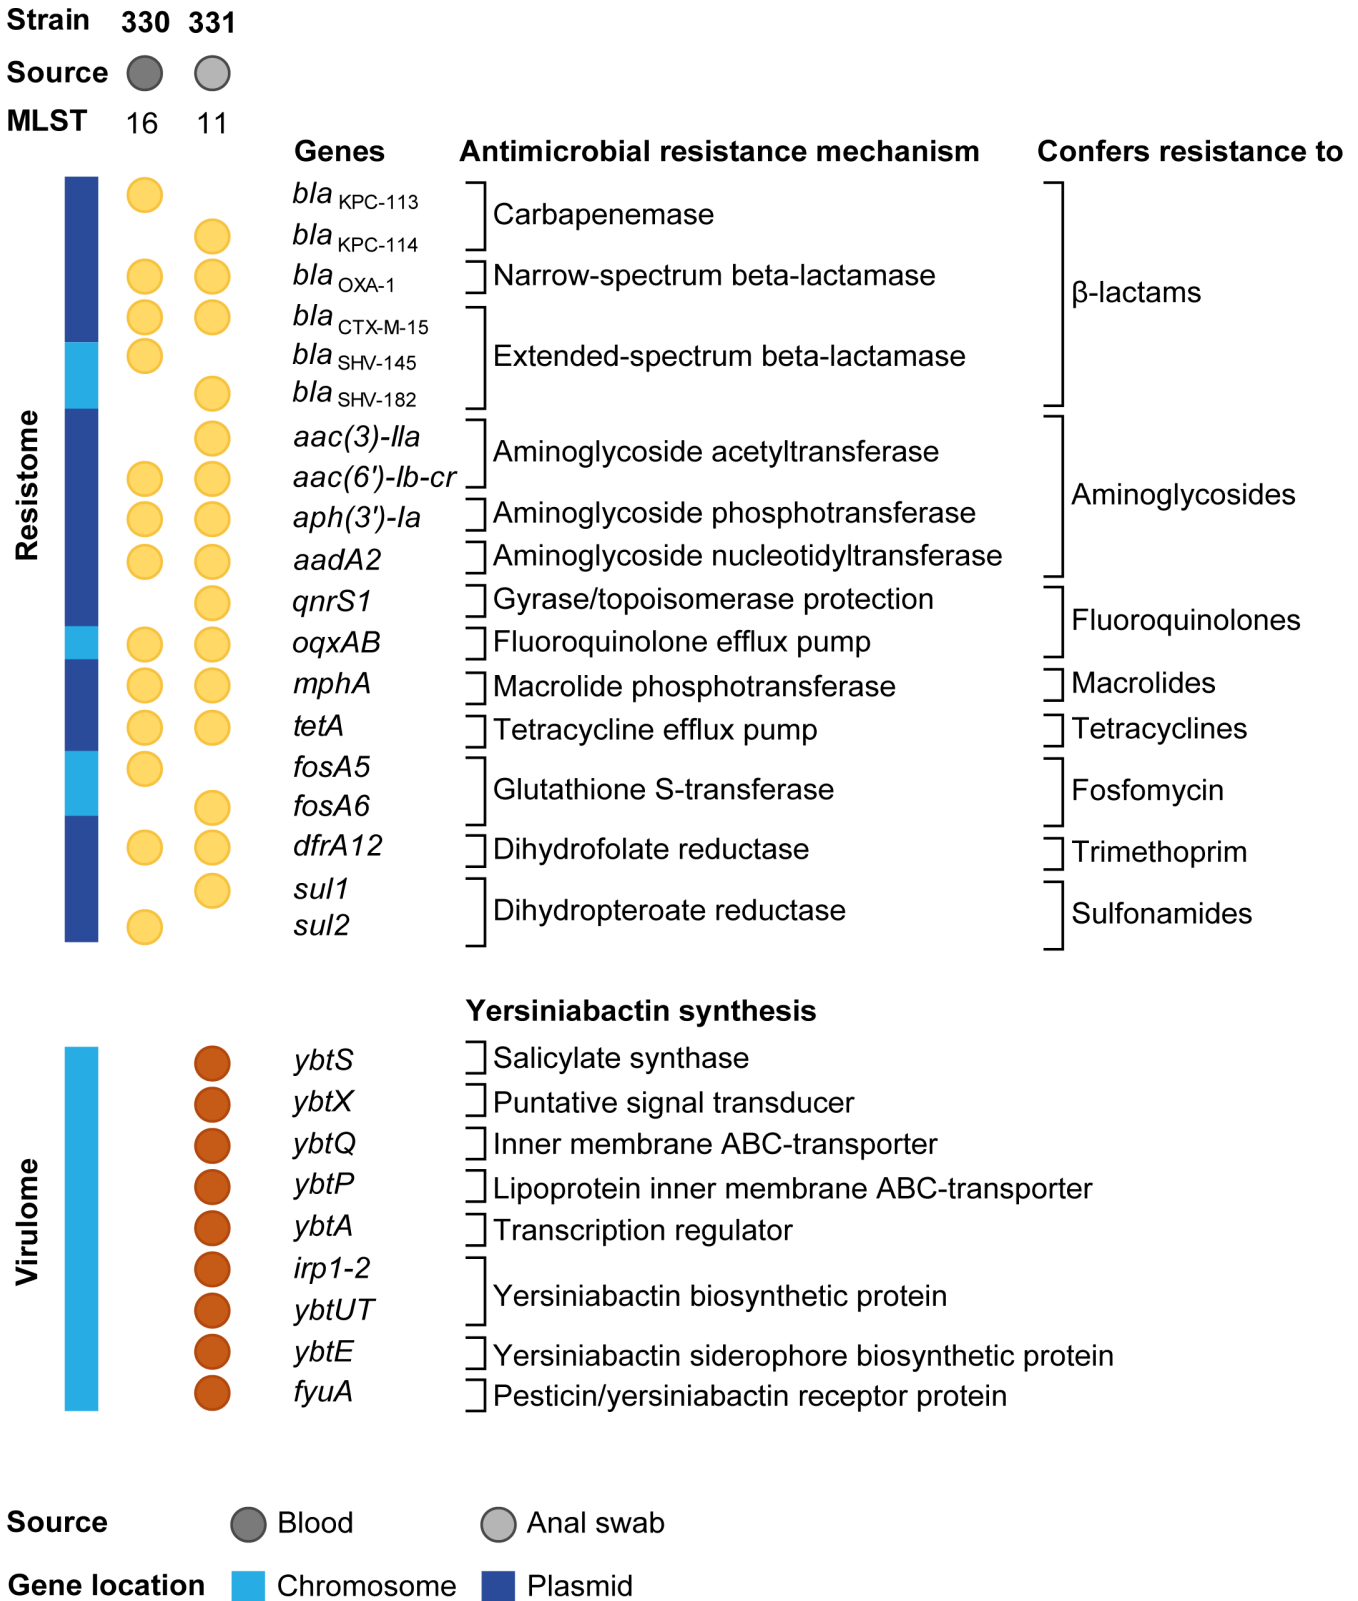 Strain 330 331
Source
MLST 16 11
Genes Antimicrobial resistance mechanism Confers resistance to
Resistome
bla KPC-113 Carbapenemase β-lactams
bla KPC-114
bla OXA-1 Narrow-spectrum beta-lactamase
bla CTX-M-15 Extended-spectrum beta-lactamase
bla SHV-145
bla SHV-182
aac(3)-IIa Aminoglycoside acetyltransferase Aminoglycosides
aac(6')-Ib-cr
aph(3')-Ia Aminoglycoside phosphotransferase
aadA2 Aminoglycoside nucleotidyltransferase
qnrS1 Gyrase/topoisomerase protection Fluoroquinolones
oqxAB Fluoroquinolone efflux pump
mphA Macrolide phosphotransferase Macrolides
tetA Tetracycline efflux pump Tetracyclines
fosA5 Glutathione S-transferase Fosfomycin
fosA6
dfrA12 Dihydrofolate reductase Trimethoprim
sul1 Dihydropteroate reductase Sulfonamides
sul2
Yersiniabactin synthesis
Virulome
ybtS Salicylate synthase
ybtX Puntative signal transducer
ybtQ Inner membrane ABC-transporter
ybtP Lipoprotein inner membrane ABC-transporter
ybtA Transcription regulator
irp1-2 Yersiniabactin biosynthetic protein
ybtUT
ybtE Yersiniabactin siderophore biosynthetic protein
fyuA Pesticin/yersiniabactin receptor protein
Source Blood Anal swab
Gene location Chromosome Plasmid